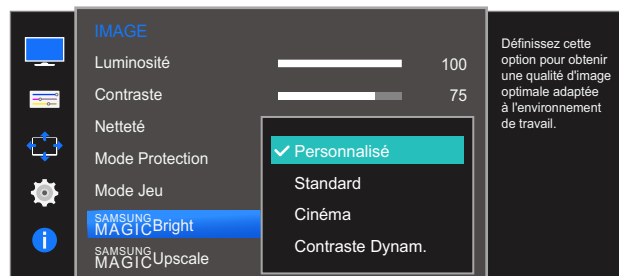 IMAGE
Luminosité 100
Contraste 75
Netteté
Mode Protection
Mode Jeu
SAMSUNG
MAGICBright
SAMSUNG
MAGICUpscale
Personnalisé
Standard
Cinéma
Contraste Dynam.
Définissez cette
option pour obtenir
une qualité d'image
optimale adaptée
à l'environnement
de travail.